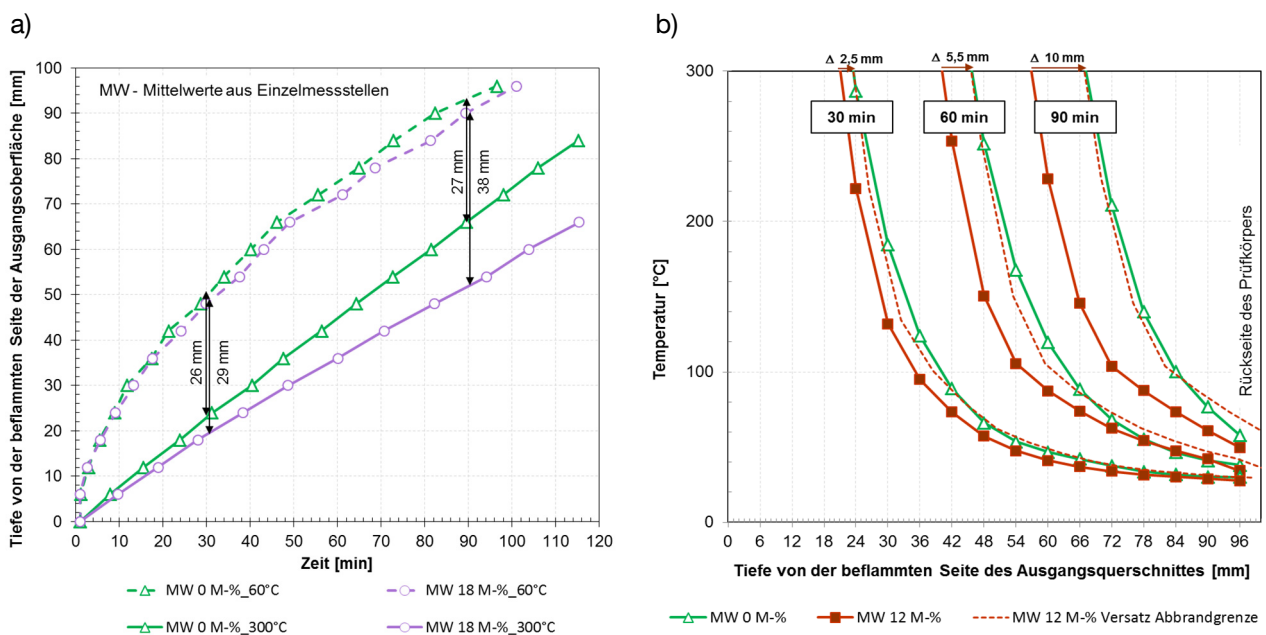 a)
Tiefe von der beflammten Seite der Ausgangsoberfläche [mm]
100
90
80
70
60
50
40
30
20
10
0
MW - Mittelwerte aus Einzelmessstellen
26 mm
29 mm
27 mm
38 mm
0 10 20 30 40 50 60 70 80 90 100 110 120
Zeit [min]
MW 0 M-%_60°C
MW 18 M-%_60°C
MW 0 M-%_300°C
MW 18 M-%_300°C
b)
Temperatur [°C]
300
200
100
0
Δ 2,5 mm
Δ 5,5 mm
Δ 10 mm
30 min
60 min
90 min
Rückseite des Prüfkörpers
0 6 12 18 24 30 36 42 48 54 60 66 72 78 84 90 96
Tiefe von der beflammten Seite des Ausgangsquerschnittes [mm]
MW 0 M-%
MW 12 M-%
MW 12 M-% Versatz Abbrandgrenze